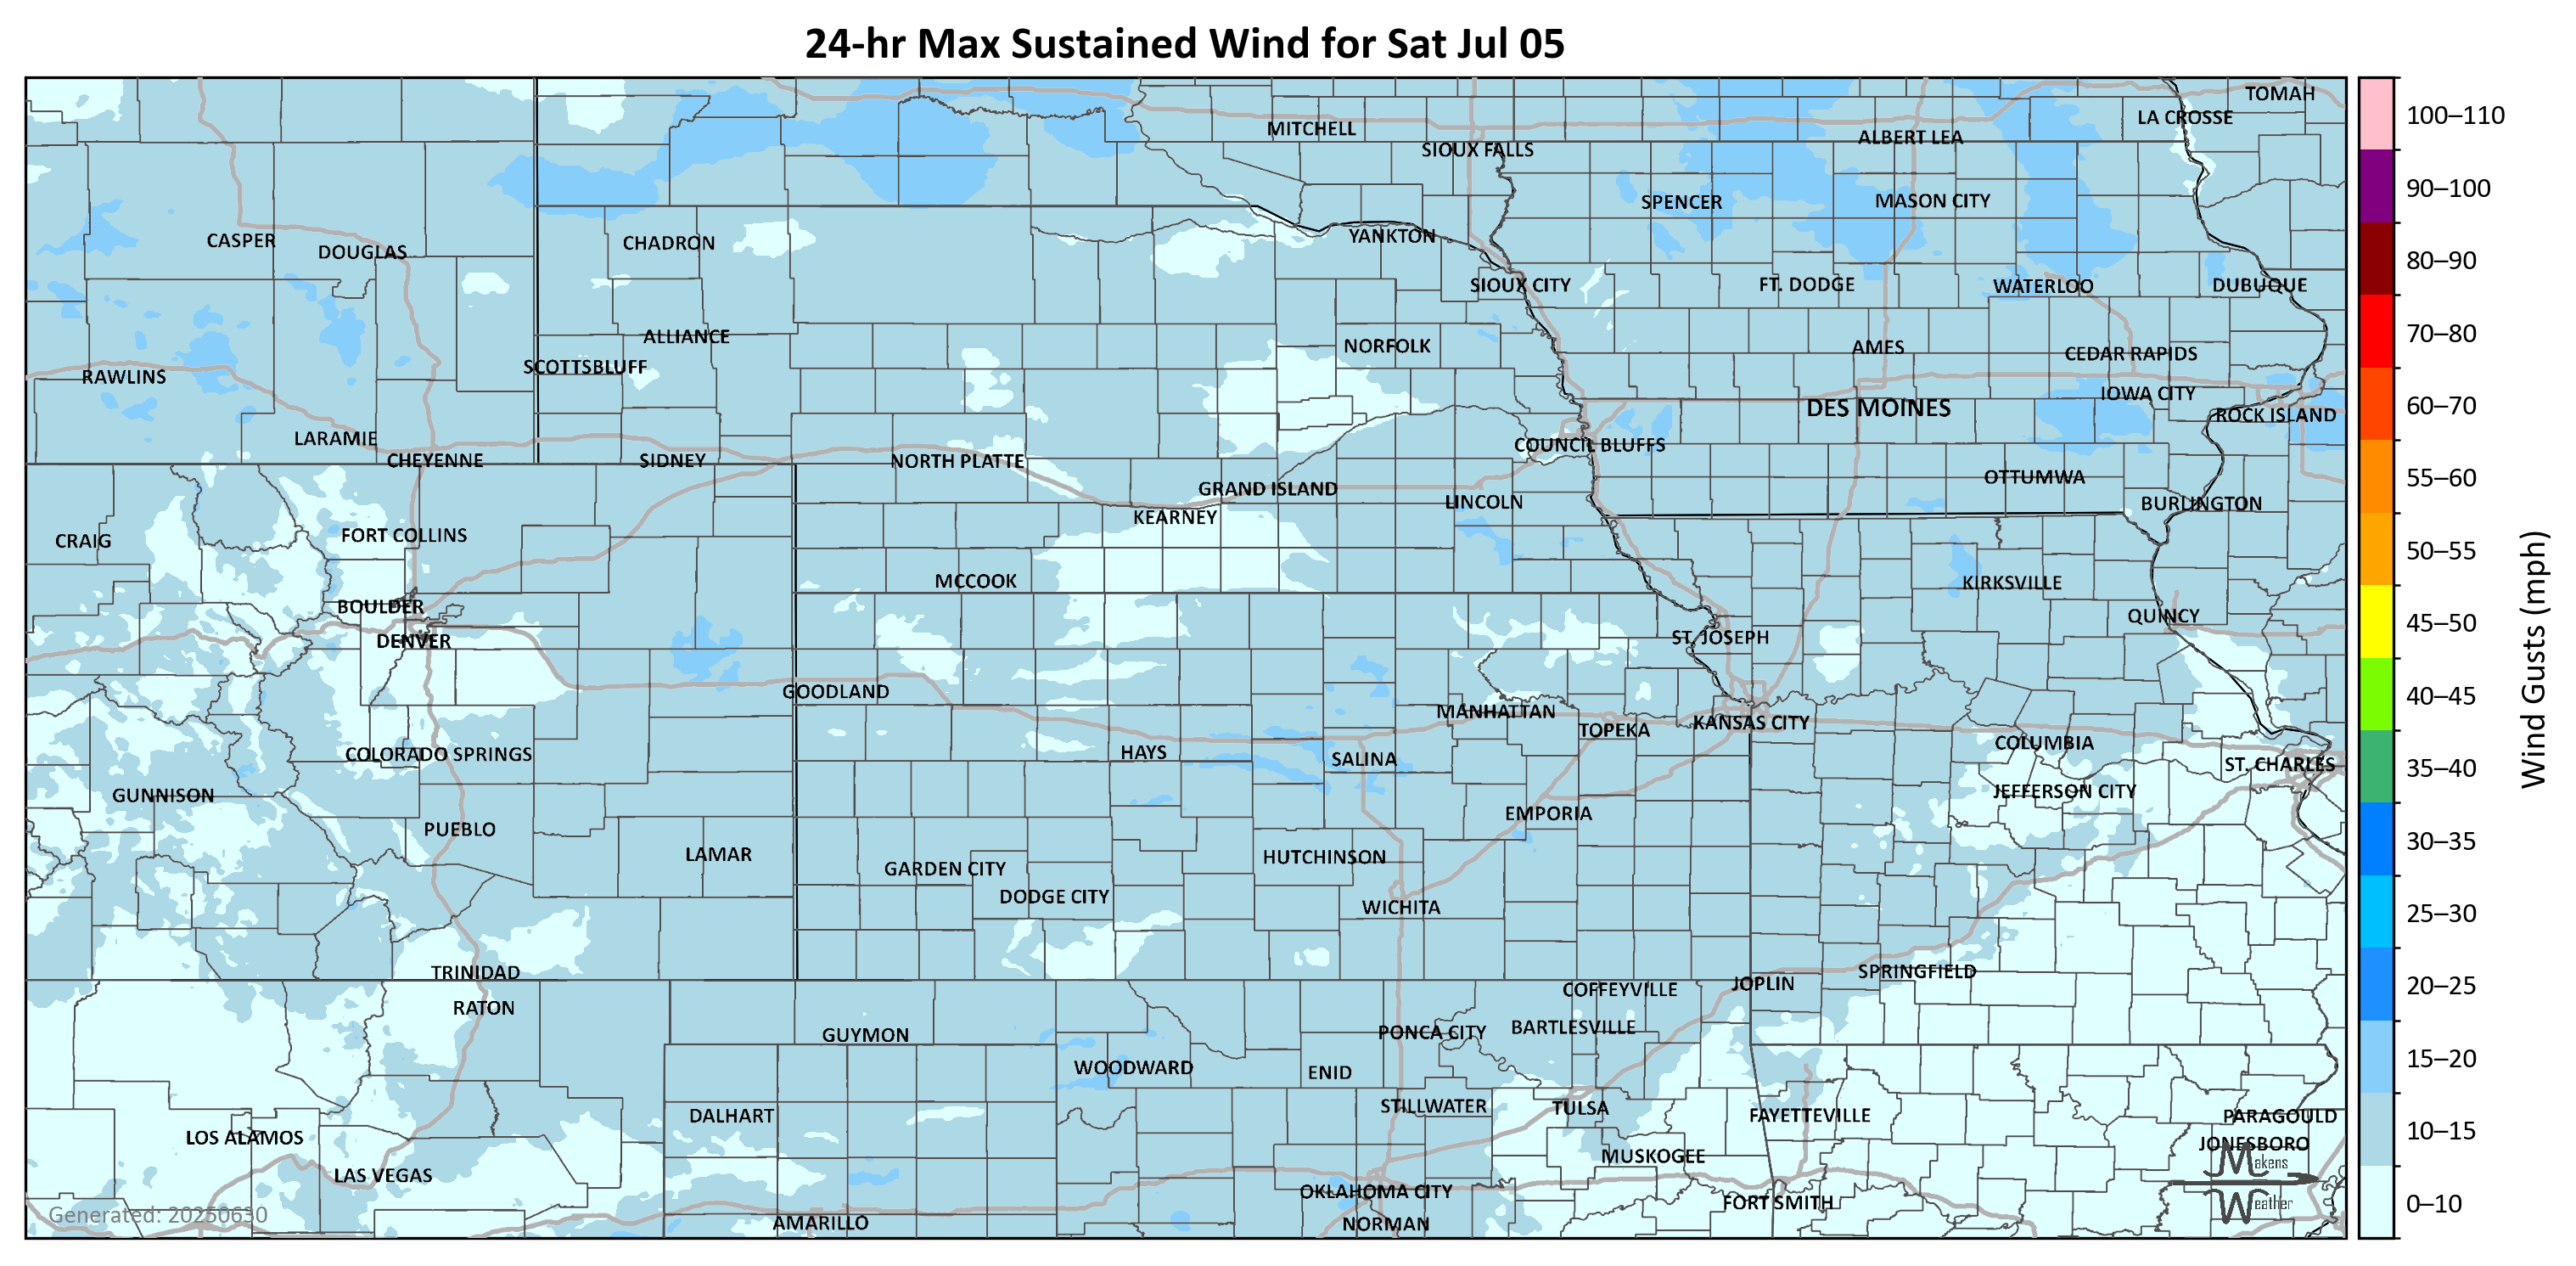 24-hr Max Sustained Wind for Sat Jul 05
TOMAH
LA CROSSE
MITCHELL
ALBERT LEA
SIOUX FALLS
SPENCER
MASON CITY
CASPER
DOUGLAS
CHADRON
YANKTON
SIOUX CITY
FT. DODGE
WATERLOO
DUBUQUE
ALLIANCE
SCOTTSBLUFF
NORFOLK
AMES
CEDAR RAPIDS
RAWLINS
IOWA CITY
DES MOINES
ROCK ISLAND
LARAMIE
CHEYENNE
SIDNEY
NORTH PLATTE
COUNCIL BLUFFS
OTTUMWA
GRAND ISLAND
LINCOLN
BURLINGTON
KEARNEY
CRAIG
FORT COLLINS
MCCOOK
KIRKSVILLE
BOULDER
QUINCY
DENVER
ST. JOSEPH
GOODLAND
MANHATTAN
TOPEKA
KANSAS CITY
COLORADO SPRINGS
HAYS
SALINA
COLUMBIA
ST. CHARLES
GUNNISON
JEFFERSON CITY
EMPORIA
PUEBLO
LAMAR
HUTCHINSON
GARDEN CITY
DODGE CITY
WICHITA
TRINIDAD
SPRINGFIELD
JOPLIN
COFFEYVILLE
RATON
GUYMON
PONCA CITY
BARTLESVILLE
WOODWARD
ENID
DALHART
STILLWATER
TULSA
FAYETTEVILLE
PARAGOULD
LOS ALAMOS
JONESBORO
LAS VEGAS
MUSKOGEE
OKLAHOMA CITY
FORT SMITH
AMARILLO
NORMAN
Generated: 20250630
Makens
Weather
100–110
90–100
80–90
70–80
60–70
55–60
50–55
45–50
40–45
35–40
30–35
25–30
20–25
15–20
10–15
0–10
Wind Gusts (mph)